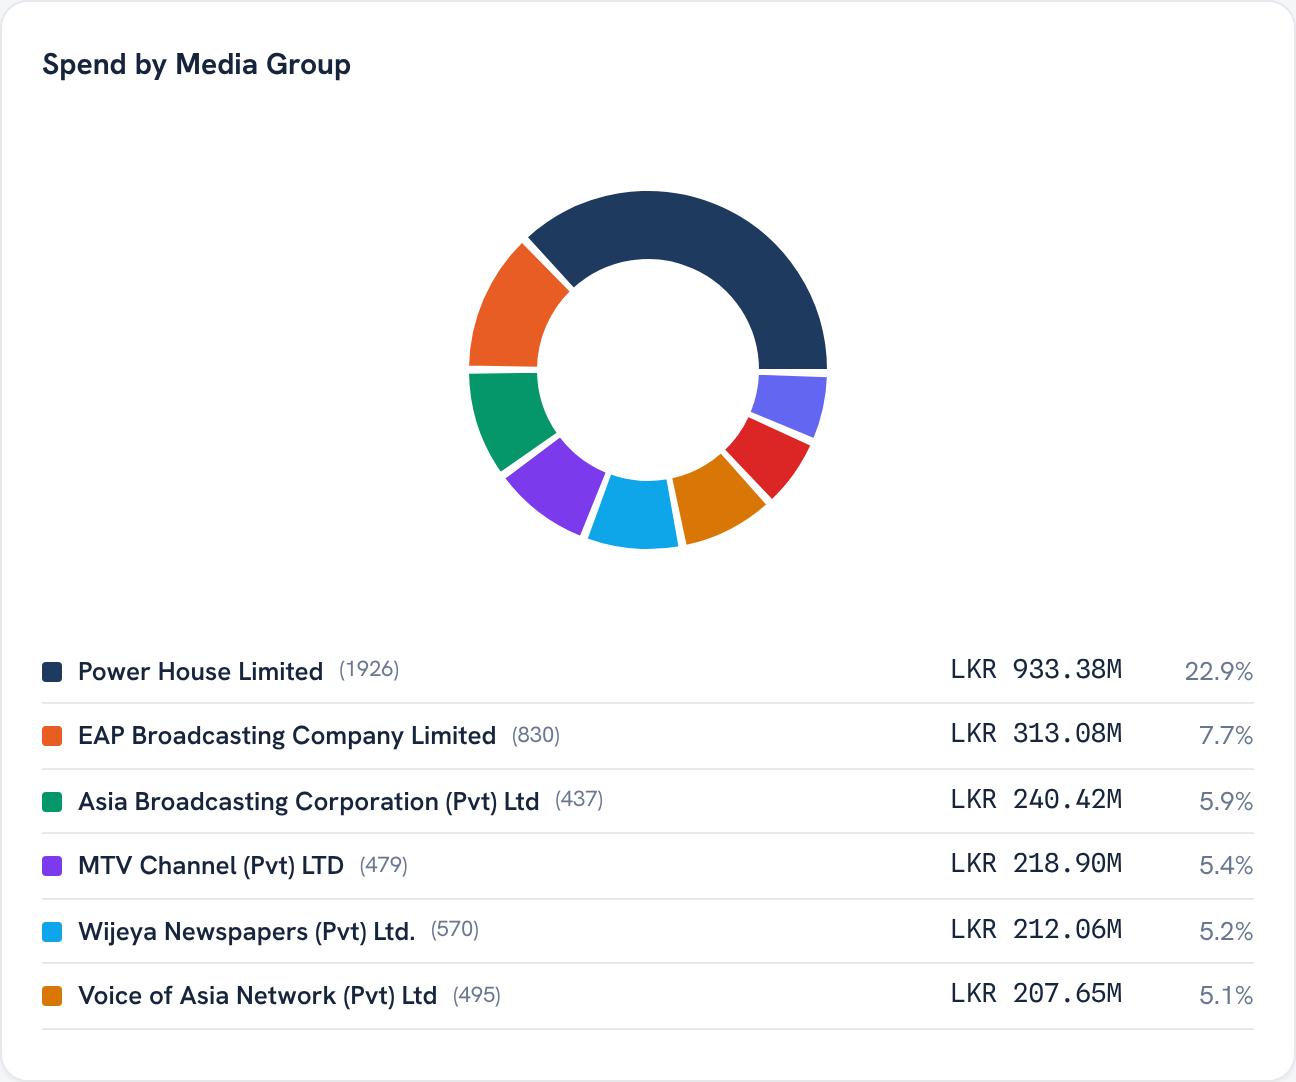 Spend by Media Group
Power House Limited (1926) LKR 933.38M 22.9%
EAP Broadcasting Company Limited (830) LKR 313.08M 7.7%
Asia Broadcasting Corporation (Pvt) Ltd (437) LKR 240.42M 5.9%
MTV Channel (Pvt) LTD (479) LKR 218.90M 5.4%
Wijeya Newspapers (Pvt) Ltd. (570) LKR 212.06M 5.2%
Voice of Asia Network (Pvt) Ltd (495) LKR 207.65M 5.1%